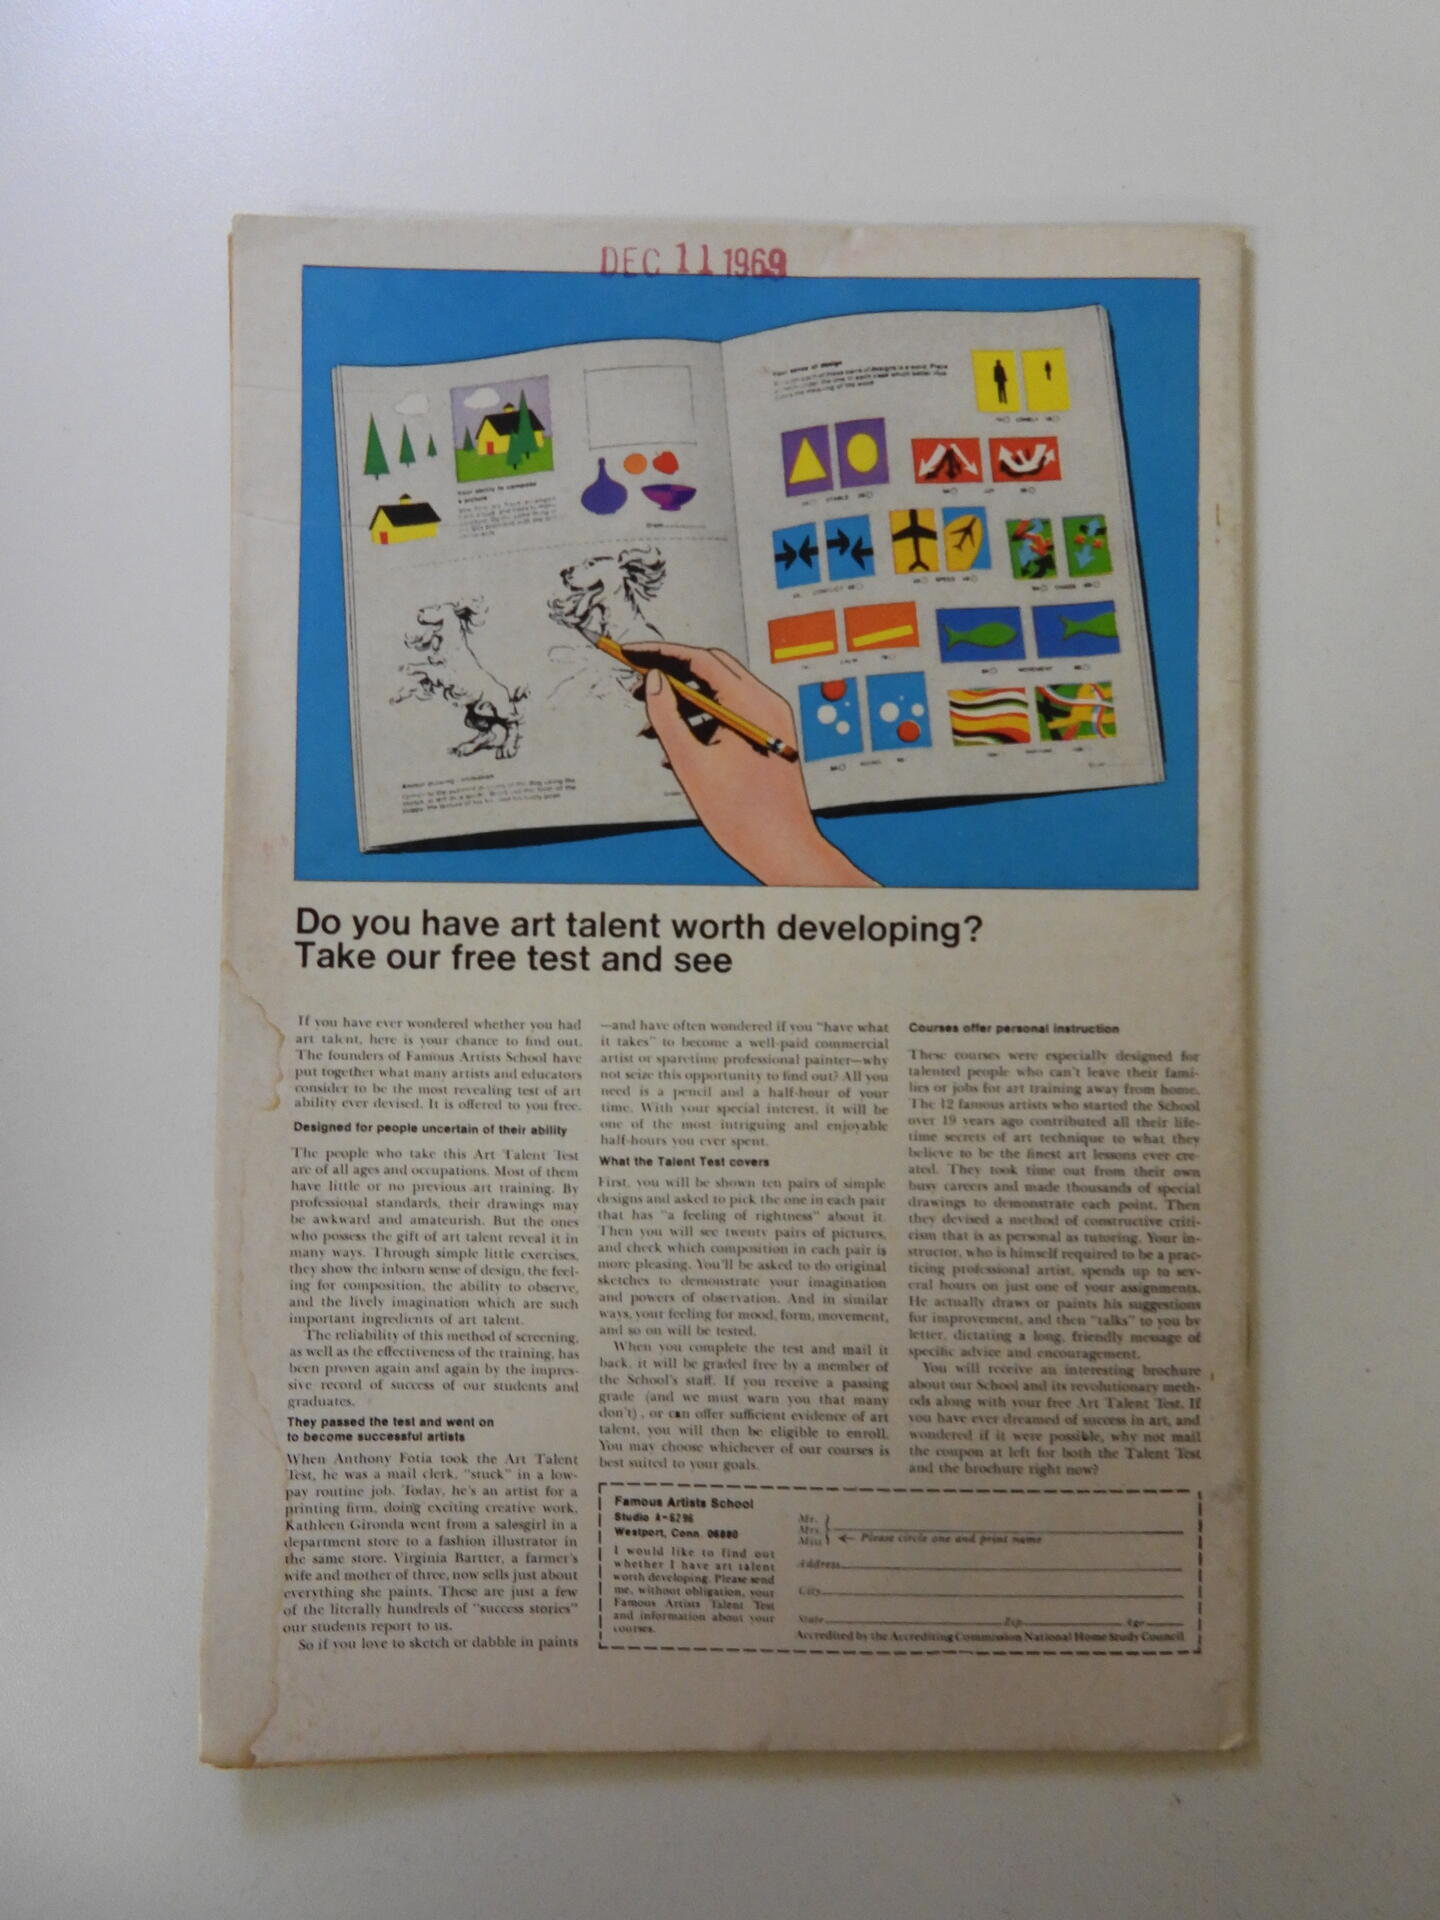 DEC 11 1969
Your ability to compose
a picture
Your sense of design
LONELY
STABLE
JOY
CONFLICT
SPEED
CHAOS
CALM
MOVEMENT
Do you have art talent worth developing?
Take our free test and see
If you have ever wondered whether you had
art talent, here is your chance to find out.
The founders of Famous Artists School have
put together what many artists and educators
consider to be the most revealing test of art
ability ever devised. It is offered to you free.
Designed for people uncertain of their ability
The people who take this Art Talent Test
are of all ages and occupations. Most of them
have little or no previous art training. By
professional standards, their drawings may
be awkward and amateurish. But the ones
who possess the gift of art talent reveal it in
many ways. Through simple little exercises,
they show the inborn sense of design, the feel-
ing for composition, the ability to observe,
and the lively imagination which are such
important ingredients of art talent.
The reliability of this method of screening,
as well as the effectiveness of the training, has
been proven again and again by the impres-
sive record of success of our students and
graduates.
They passed the test and went on
to become successful artists
When Anthony Fotia took the Art Talent
Test, he was a mail clerk, "stuck" in a low-
pay routine job. Today, he's an artist for a
printing firm, doing exciting creative work.
Kathleen Gironda went from a salesgirl in a
department store to a fashion illustrator in
the same store. Virginia Bartter, a farmer's
wife and mother of three, now sells just about
everything she paints. These are just a few
of the literally hundreds of "success stories"
our students report to us.
So if you love to sketch or dabble in paints
—and have often wondered if you "have what
it takes" to become a well-paid commercial
artist or sparetime professional painter—why
not seize this opportunity to find out? All you
need is a pencil and a half-hour of your
time. With your special interest, it will be
one of the most intriguing and enjoyable
half-hours you ever spent.
What the Talent Test covers
First, you will be shown ten pairs of simple
designs and asked to pick the one in each pair
that has "a feeling of rightness" about it.
Then you will see twenty pairs of pictures,
and check which composition in each pair is
more pleasing. You'll be asked to do original
sketches to demonstrate your imagination
and powers of observation. And in similar
ways, your feeling for mood, form, movement,
and so on will be tested.
When you complete the test and mail it
back, it will be graded free by a member of
the School's staff. If you receive a passing
grade (and we must warn you that many
don't), or can offer sufficient evidence of art
talent, you will then be eligible to enroll.
You may choose whichever of our courses is
best suited to your goals.
Courses offer personal instruction
These courses were especially designed for
talented people who can't leave their fami-
lies or jobs for art training away from home.
The 12 famous artists who started the School
over 19 years ago contributed all their life-
time secrets of art technique to what they
believe to be the finest art lessons ever cre-
ated. They took time out from their own
busy careers and made thousands of special
drawings to demonstrate each point. Then
they devised a method of constructive criti-
cism that is as personal as tutoring. Your in-
structor, who is himself required to be a prac-
ticing professional artist, spends up to sev-
eral hours on just one of your assignments.
He actually draws or paints his suggestions
for improvement, and then "talks" to you by
letter, dictating a long, friendly message of
specific advice and encouragement.
You will receive an interesting brochure
about our School and its revolutionary meth-
ods along with your free Art Talent Test. If
you have ever dreamed of success in art, and
wondered if it were possible, why not mail
the coupon at left for both the Talent Test
and the brochure right now?
Famous Artists School
Studio A-6296
Westport, Conn. 06880
I would like to find out
whether I have art talent
worth developing. Please send
me, without obligation, your
Famous Artists Talent Test
and information about your
courses.
Mr.
Mrs.
Miss
Please circle one and print name
Address
City
State Zip Age
Accredited by the Accrediting Commission National Home Study Council